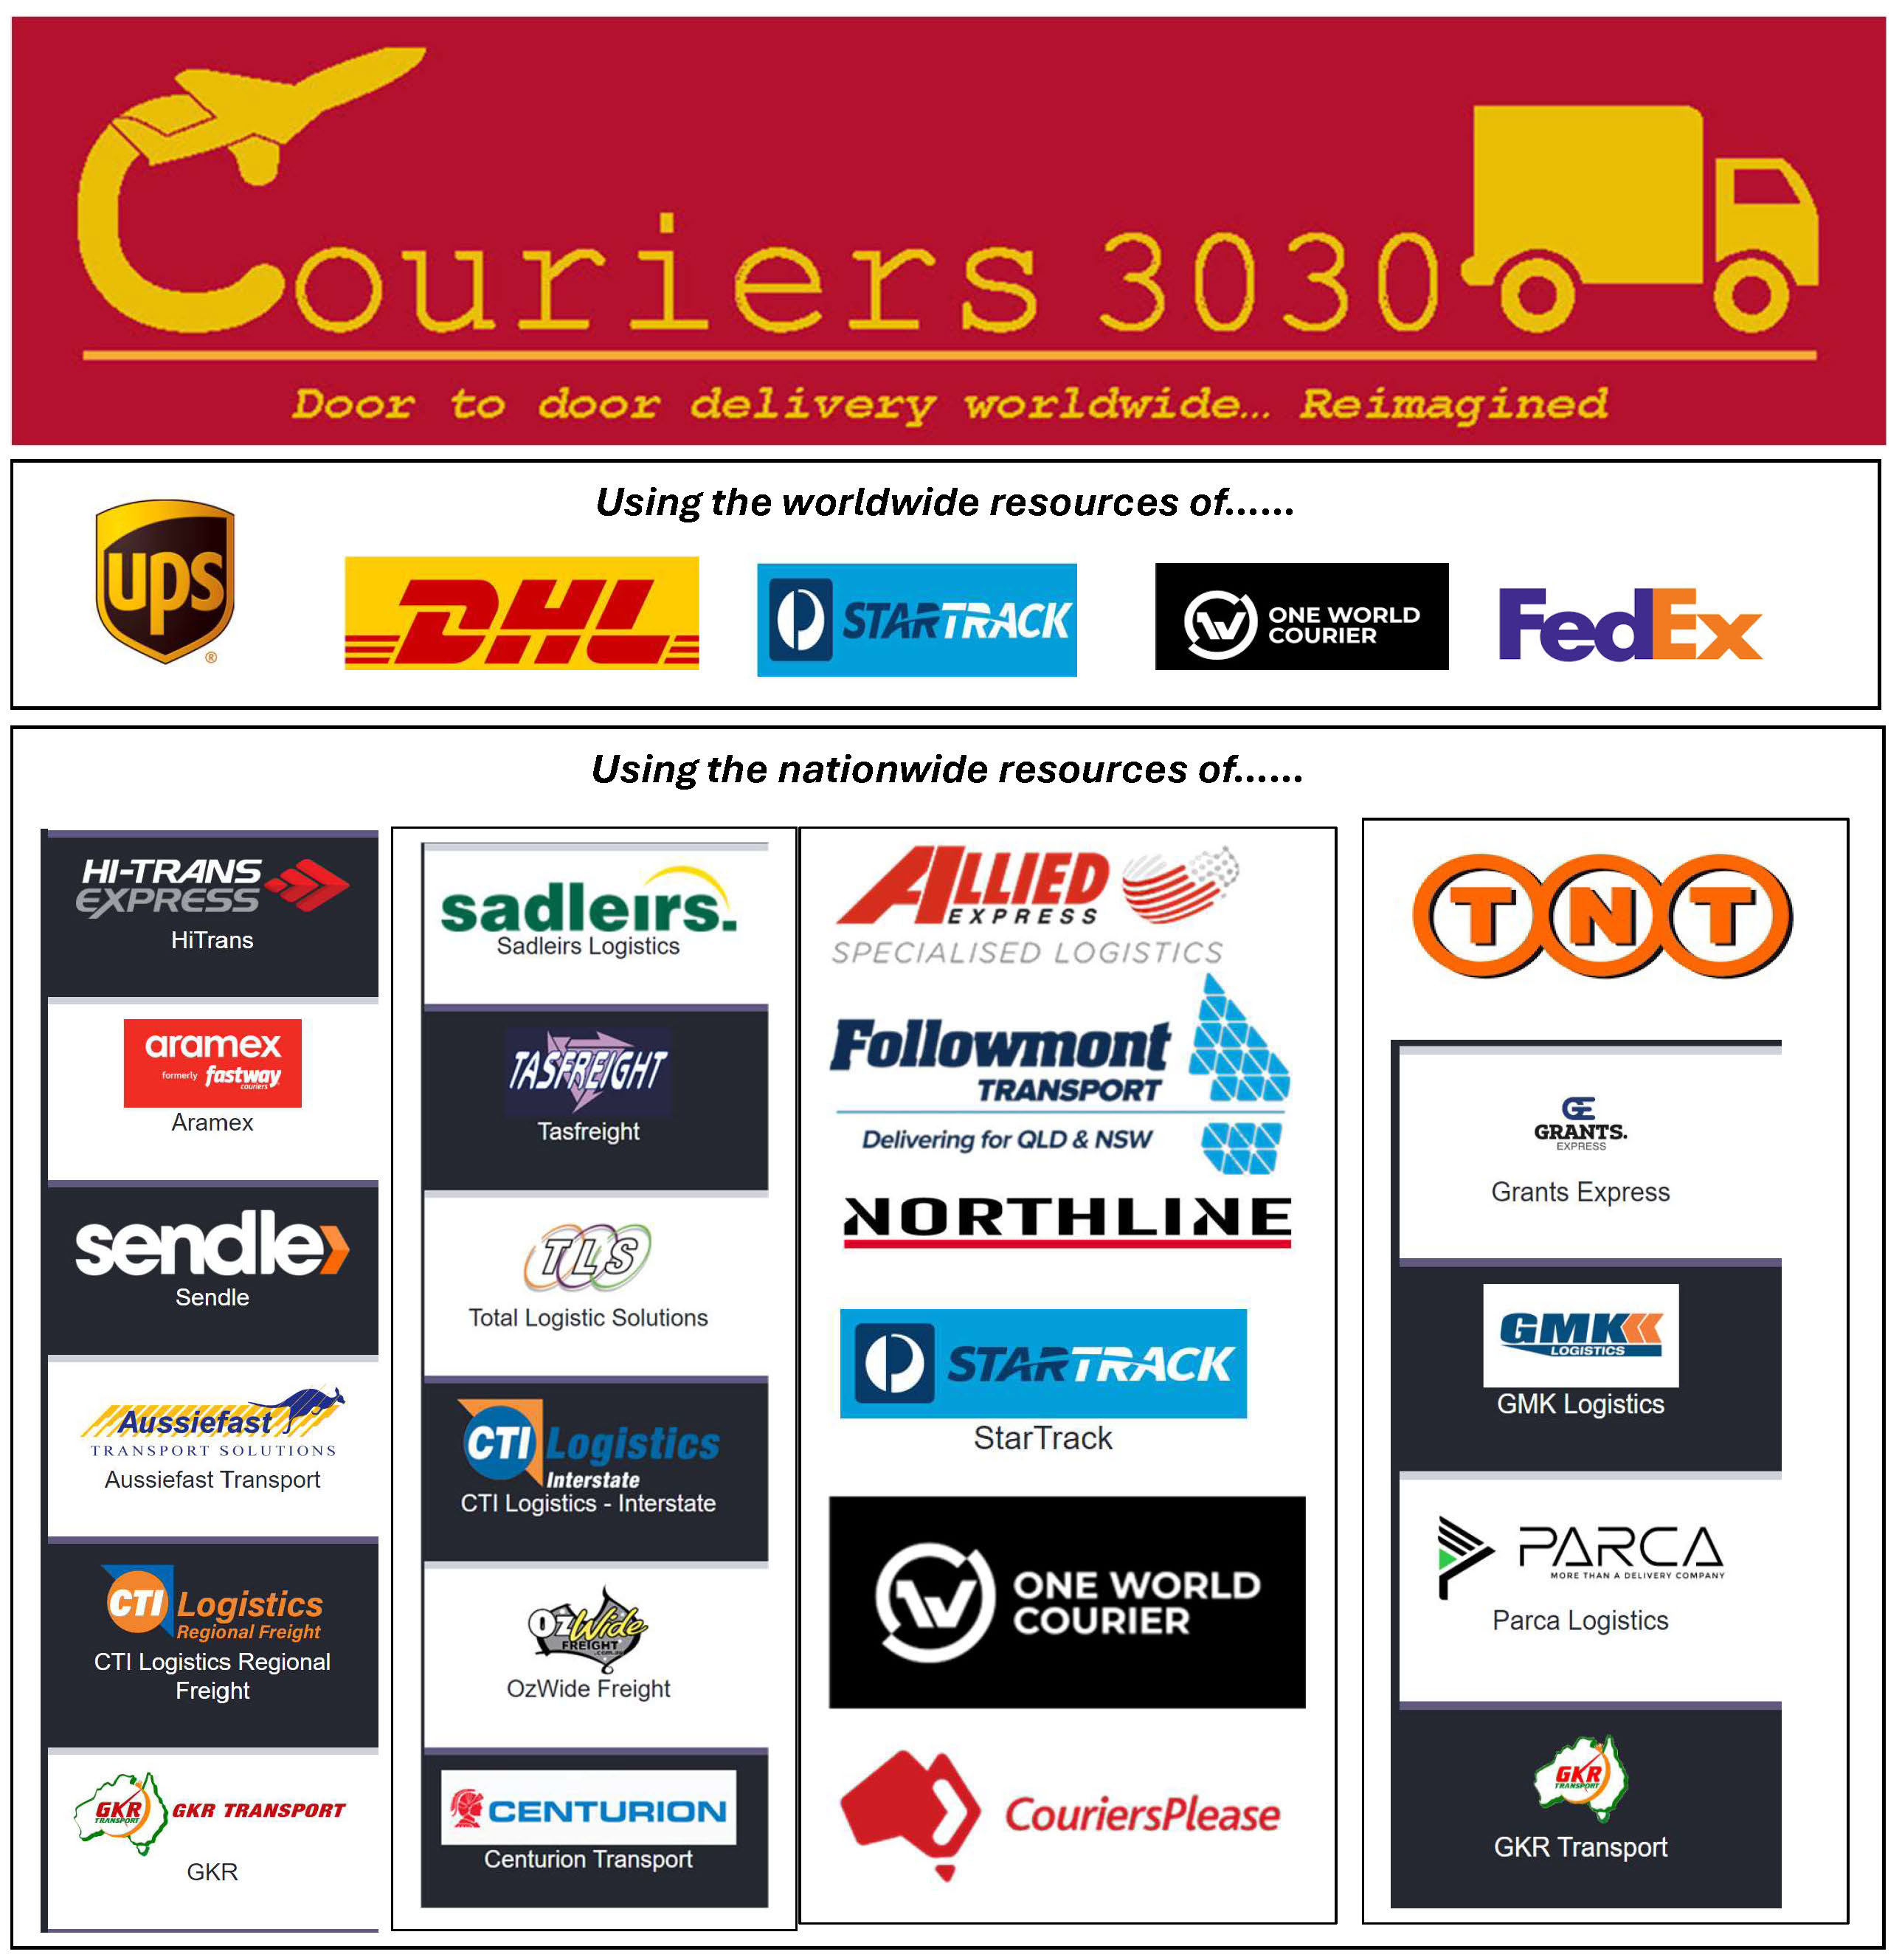 Couriers 3030
Door to door delivery worldwide... Reimagined
Using the worldwide resources of......
ups
®
DHL
STARTRACK
ONE WORLD
COURIER
FedEx
Using the nationwide resources of......
HI-TRANS
EXPRESS
HiTrans
aramex
formerly fastway
couriers
Aramex
sendle
Sendle
Aussiefast
TRANSPORT SOLUTIONS
Aussiefast Transport
CTI Logistics
Regional Freight
CTI Logistics Regional
Freight
GKR
TRANSPORT
GKR TRANSPORT
GKR
sadleirs.
Sadleirs Logistics
TASFREIGHT
Tasfreight
TLS
Total Logistic Solutions
CTI Logistics
Interstate
CTI Logistics - Interstate
OzWide
FREIGHT
.com.au
OzWide Freight
CENTURION
Centurion Transport
ALLIED
EXPRESS
SPECIALISED LOGISTICS
Followmont
TRANSPORT
Delivering for QLD & NSW
NORTHLINE
STARTRACK
StarTrack
ONE WORLD
COURIER
CouriersPlease
TNT
GE
GRANTS.
EXPRESS
Grants Express
GMK
LOGISTICS
GMK Logistics
PARCA
MORE THAN A DELIVERY COMPANY
Parca Logistics
GKR
TRANSPORT
GKR Transport